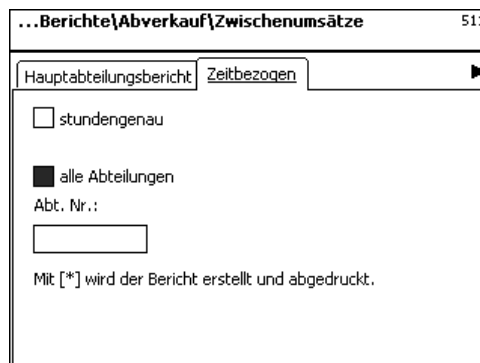 ...Berichte\Abverkauf\Zwischenumsätze
Hauptabteilungsbericht Zeitbezogen
stundengenau
alle Abteilungen
Abt. Nr.:
Mit [*] wird der Bericht erstellt und abgedruckt.